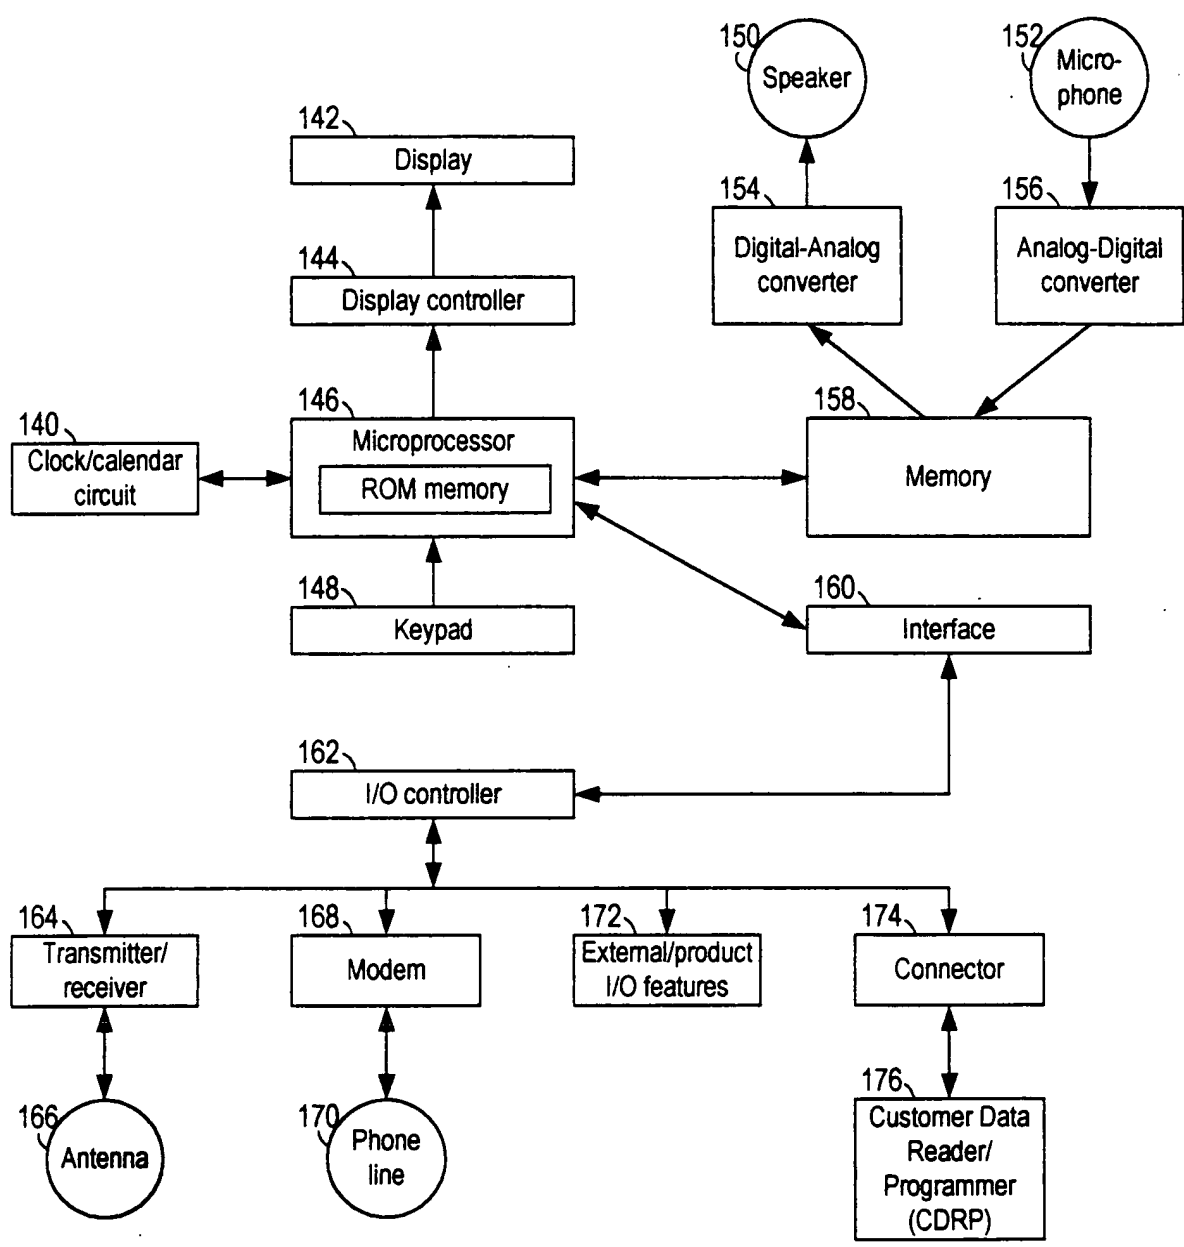 150
Speaker
152
Micro-
phone
142
Display
154
Digital-Analog
converter
156
Analog-Digital
converter
144
Display controller
146
Microprocessor
ROM memory
140
Clock/calendar
circuit
158
Memory
148
Keypad
160
Interface
162
I/O controller
164
Transmitter/
receiver
168
Modem
172
External/product
I/O features
174
Connector
166
Antenna
170
Phone
line
176
Customer Data
Reader/
Programmer
(CDRP)